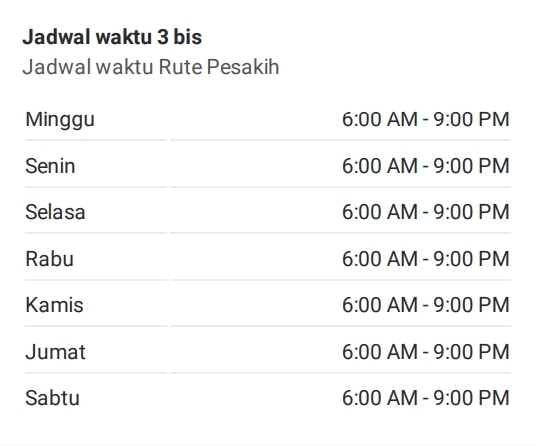 Jadwal waktu 3 bis
Jadwal waktu Rute Pesakih
Minggu 6:00 AM - 9:00 PM
Senin 6:00 AM - 9:00 PM
Selasa 6:00 AM - 9:00 PM
Rabu 6:00 AM - 9:00 PM
Kamis 6:00 AM - 9:00 PM
Jumat 6:00 AM - 9:00 PM
Sabtu 6:00 AM - 9:00 PM